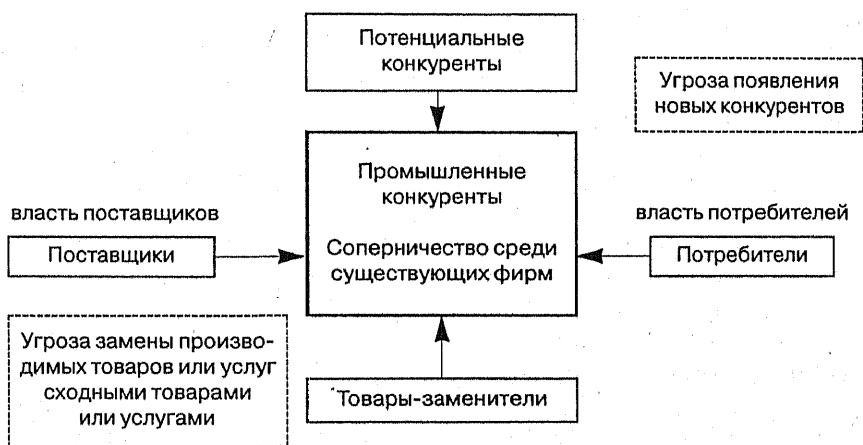 Потенциальные
конкуренты
Угроза появления
новых конкурентов
Промышленные
конкуренты
власть поставщиков
власть потребителей
Поставщики
Соперничество среди
существующих фирм
Потребители
Угроза замены произво-
димых товаров или услуг
сходными товарами
или услугами
Товары-заменители